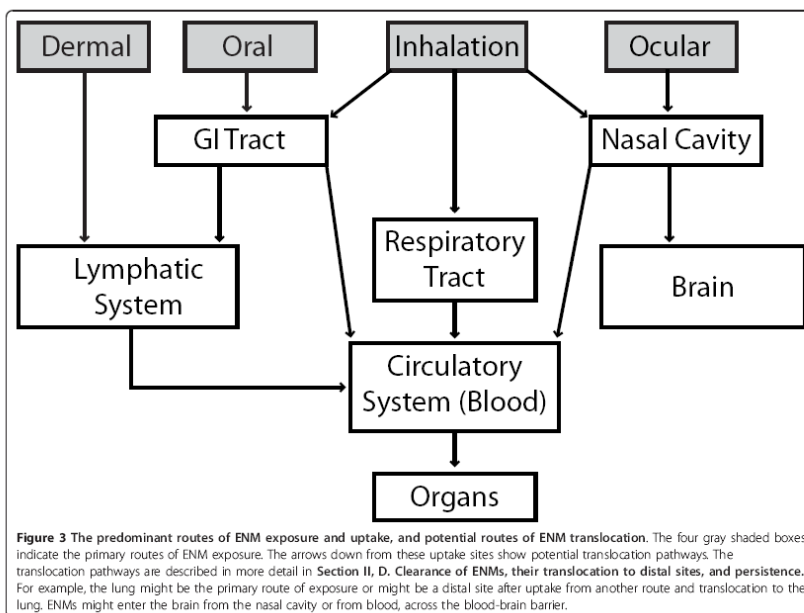 Dermal
Oral
Inhalation
Ocular
GI Tract
Nasal Cavity
Lymphatic
System
Respiratory
Tract
Brain
Circulatory
System (Blood)
Organs
Figure 3 The predominant routes of ENM exposure and uptake, and potential routes of ENM translocation. The four gray shaded boxes
indicate the primary routes of ENM exposure. The arrows down from these uptake sites show potential translocation pathways. The
translocation pathways are described in more detail in Section II, D. Clearance of ENMs, their translocation to distal sites, and persistence.
For example, the lung might be the primary route of exposure or might be a distal site after uptake from another route and translocation to the
lung. ENMs might enter the brain from the nasal cavity or from blood, across the blood-brain barrier.